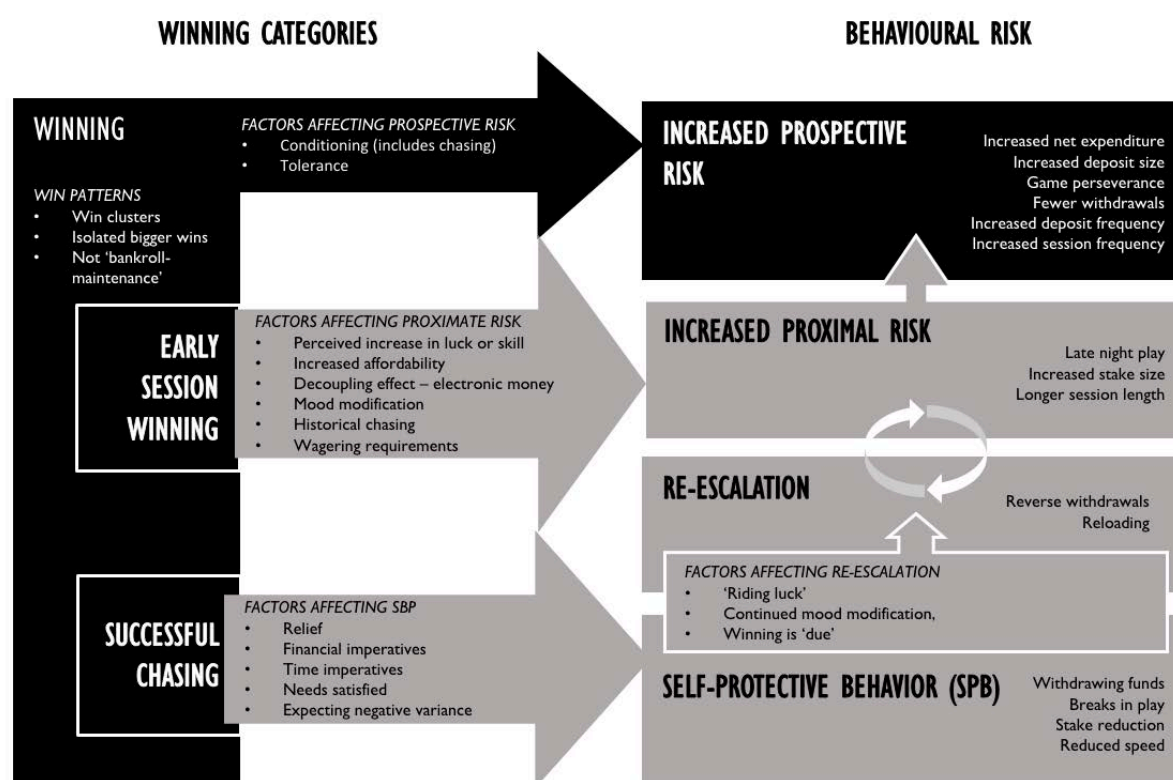 WINNING CATEGORIES
BEHAVIOURAL RISK
WINNING
WIN PATTERNS
• Win clusters
• Isolated bigger wins
• Not ‘bankroll-
maintenance’
FACTORS AFFECTING PROSPECTIVE RISK
• Conditioning (includes chasing)
• Tolerance
INCREASED PROSPECTIVE
RISK
Increased net expenditure
Increased deposit size
Game perseverance
Fewer withdrawals
Increased deposit frequency
Increased session frequency
EARLY
SESSION
WINNING
FACTORS AFFECTING PROXIMATE RISK
• Perceived increase in luck or skill
• Increased affordability
• Decoupling effect – electronic money
• Mood modification
• Historical chasing
• Wagering requirements
INCREASED PROXIMAL RISK
Late night play
Increased stake size
Longer session length
RE-ESCALATION
Reverse withdrawals
Reloading
FACTORS AFFECTING RE-ESCALATION
• ‘Riding luck’
• Continued mood modification,
• Winning is ‘due’
SUCCESSFUL
CHASING
FACTORS AFFECTING SBP
• Relief
• Financial imperatives
• Time imperatives
• Needs satisfied
• Expecting negative variance
SELF-PROTECTIVE BEHAVIOR (SPB)
Withdrawing funds
Breaks in play
Stake reduction
Reduced speed